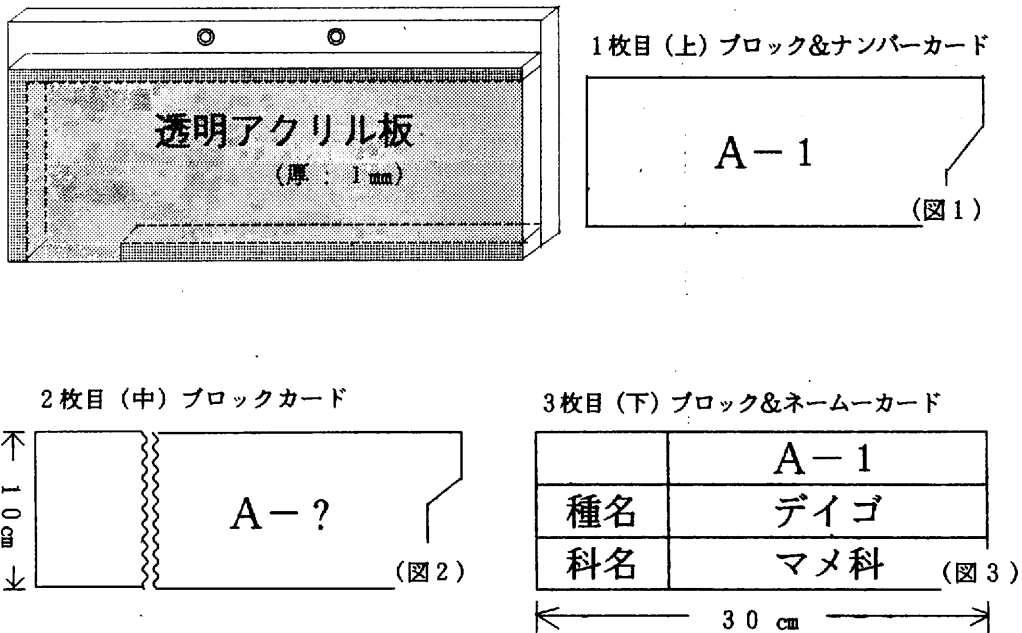 1枚目(上)ブロック&ナンバーカード
透明アクリル板
(厚:1mm)
A-1
(図1)
2枚目(中)ブロックカード
10cm
A-?
(図2)
3枚目(下)ブロック&ネームーカード
A-1
種名 デイゴ
科名 マメ科
(図3)
30cm